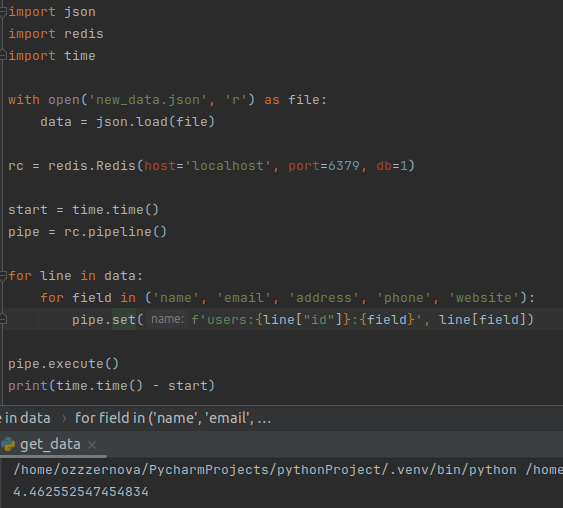 import json
import redis
import time
with open('new_data.json', 'r') as file:
    data = json.load(file)
rc = redis.Redis(host='localhost', port=6379, db=1)
start = time.time()
pipe = rc.pipeline()
for line in data:
    for field in ('name', 'email', 'address', 'phone', 'website'):
        pipe.set( name: f'users:{line["id"]}:{field}', line[field])
pipe.execute()
print(time.time() - start)
e in data › for field in ('name', 'email', …
get_data ×
/home/ozzzernova/PycharmProjects/pythonProject/.venv/bin/python /home
4.462552547454834